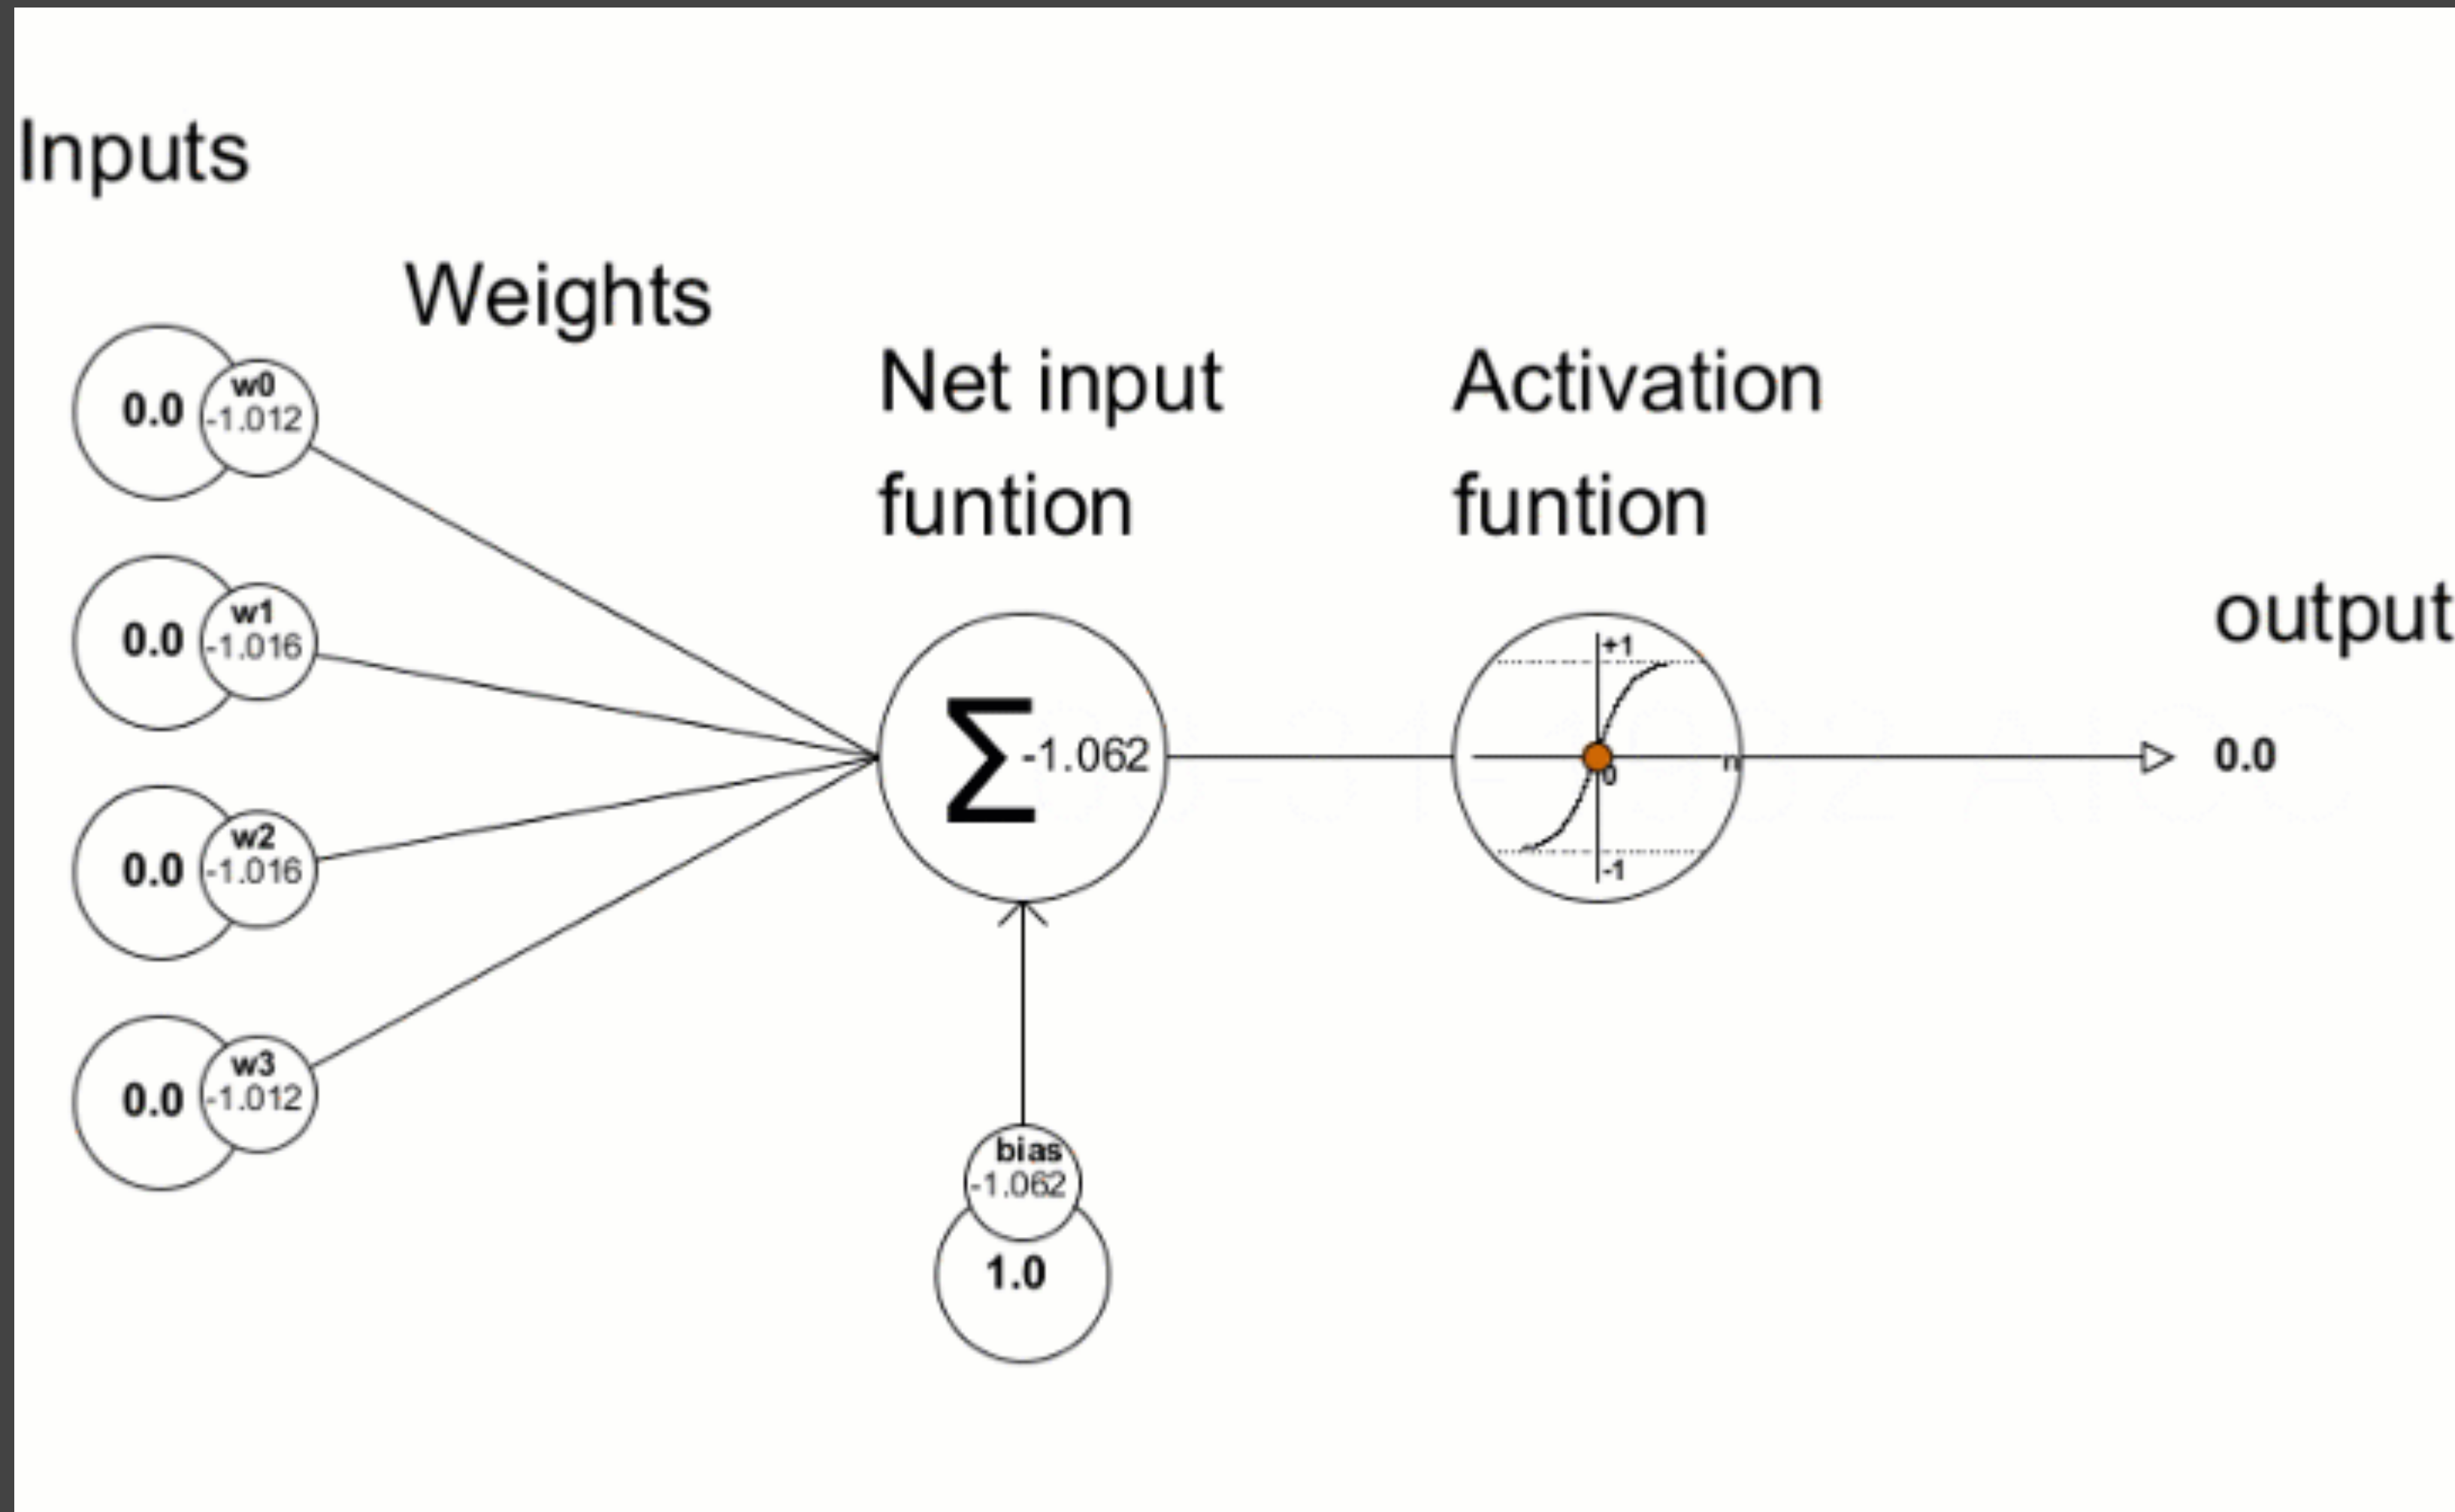 Inputs
Weights
Net input
funtion
Activation
funtion
output
0.0
w0
-1.012
0.0
w1
-1.016
0.0
w2
-1.016
0.0
w3
-1.012
Σ -1.062
+1
0
n
-1
0.0
bias
-1.062
1.0